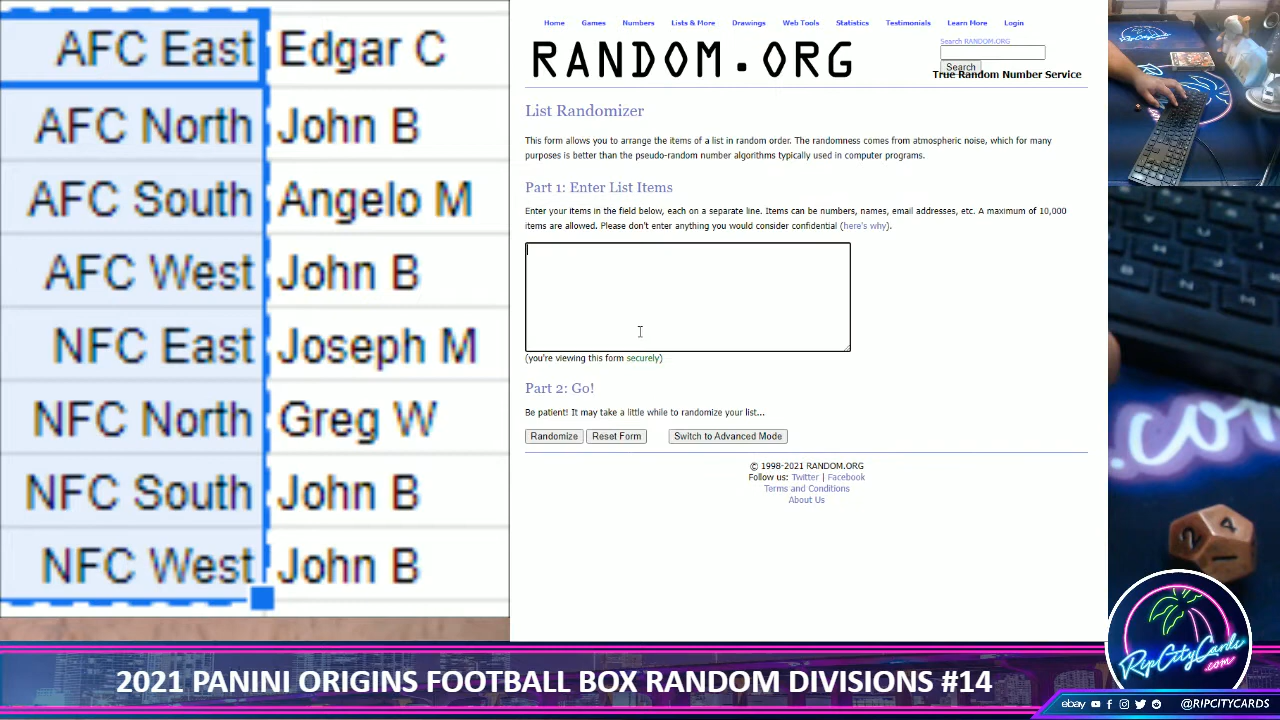 AFC East Edgar C
AFC North John B
AFC South Angelo M
AFC West John B
NFC East Joseph M
NFC North Greg W
NFC South John B
NFC West John B
Home Games Numbers Lists & More Drawings Web Tools Statistics Testimonials Learn More Login
RANDOM.ORG
Search RANDOM.ORG
Search
True Random Number Service
List Randomizer
This form allows you to arrange the items of a list in random order. The randomness comes from atmospheric noise, which for many
purposes is better than the pseudo-random number algorithms typically used in computer programs.
Part 1: Enter List Items
Enter your items in the field below, each on a separate line. Items can be numbers, names, email addresses, etc. A maximum of 10,000
items are allowed. Please don't enter anything you would consider confidential (here's why).
(you're viewing this form securely)
Part 2: Go!
Be patient! It may take a little while to randomize your list...
Randomize Reset Form Switch to Advanced Mode
© 1998-2021 RANDOM.ORG
Follow us: Twitter | Facebook
Terms and Conditions
About Us
.co
2
4
1
RipCityCards
.com
2021 PANINI ORIGINS FOOTBALL BOX RANDOM DIVISIONS #14
ebay @RIPCITYCARDS